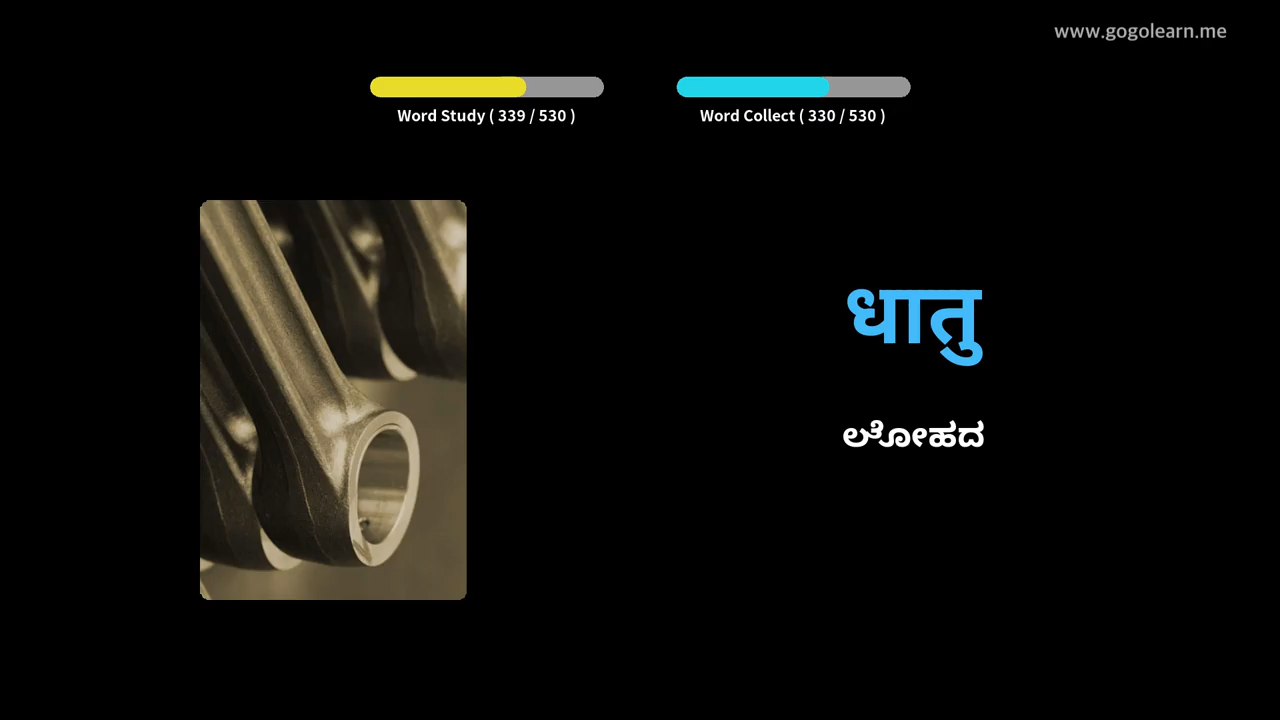 www.gogolearn.me
Word Study ( 339 / 530 )
Word Collect ( 330 / 530 )
धातु
ಲೋಹದ